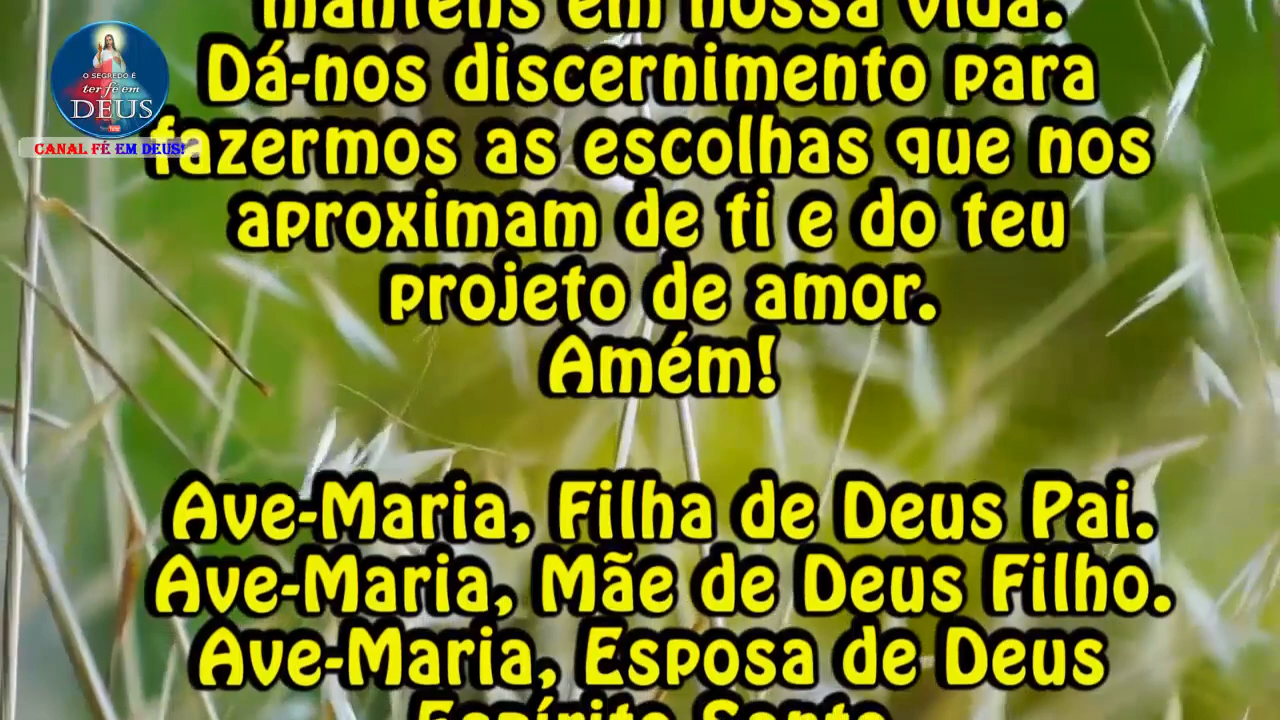 mantens em nossa vida.
Dá-nos discernimento para
fazermos as escolhas que nos
aproximam de ti e do teu
projeto de amor.
Amém!
Ave-Maria, Filha de Deus Pai.
Ave-Maria, Mãe de Deus Filho.
Ave-Maria, Esposa de Deus
Espírito Santo
O SEGREDO É
ter fé em
DEUS
CANAL FÉ EM DEUS!